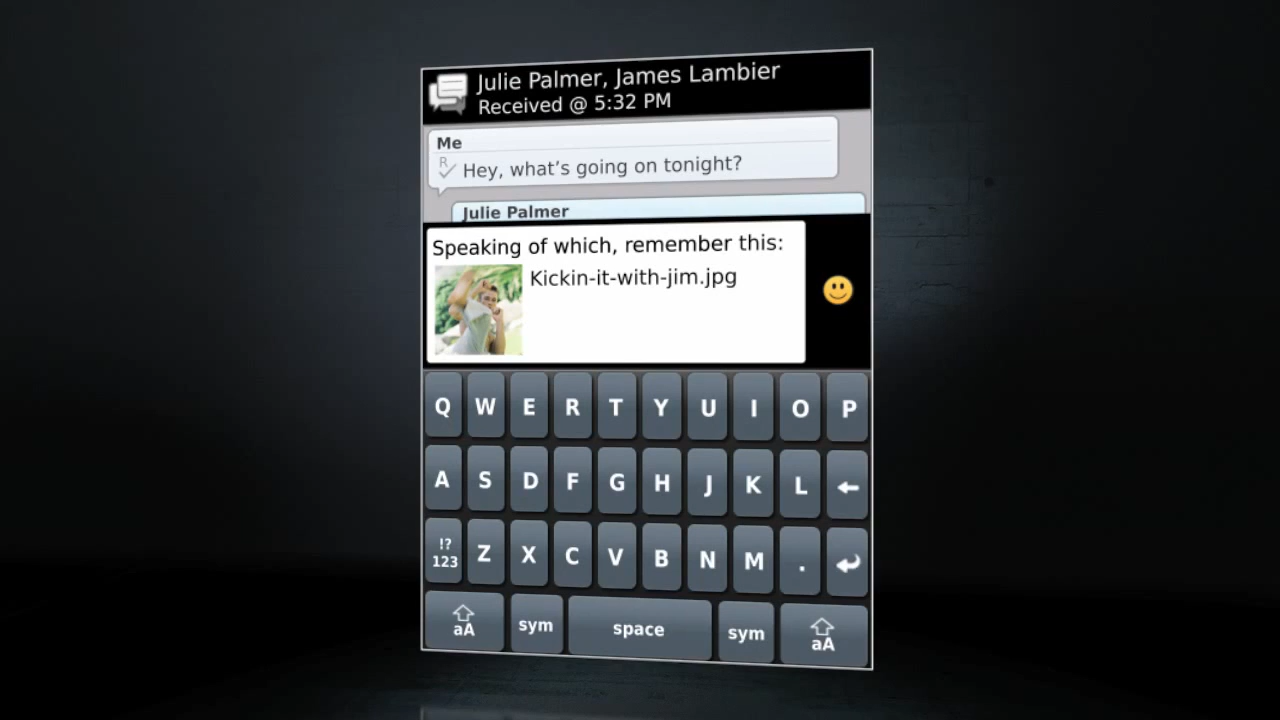 Julie Palmer, James Lambier
Received @ 5:32 PM
Me
R
Hey, what's going on tonight?
Julie Palmer
Speaking of which, remember this:
Kickin-it-with-jim.jpg
Q W E R T Y U I O P
A S D F G H J K L
!?
123 Z X C V B N M .
aA sym space sym aA